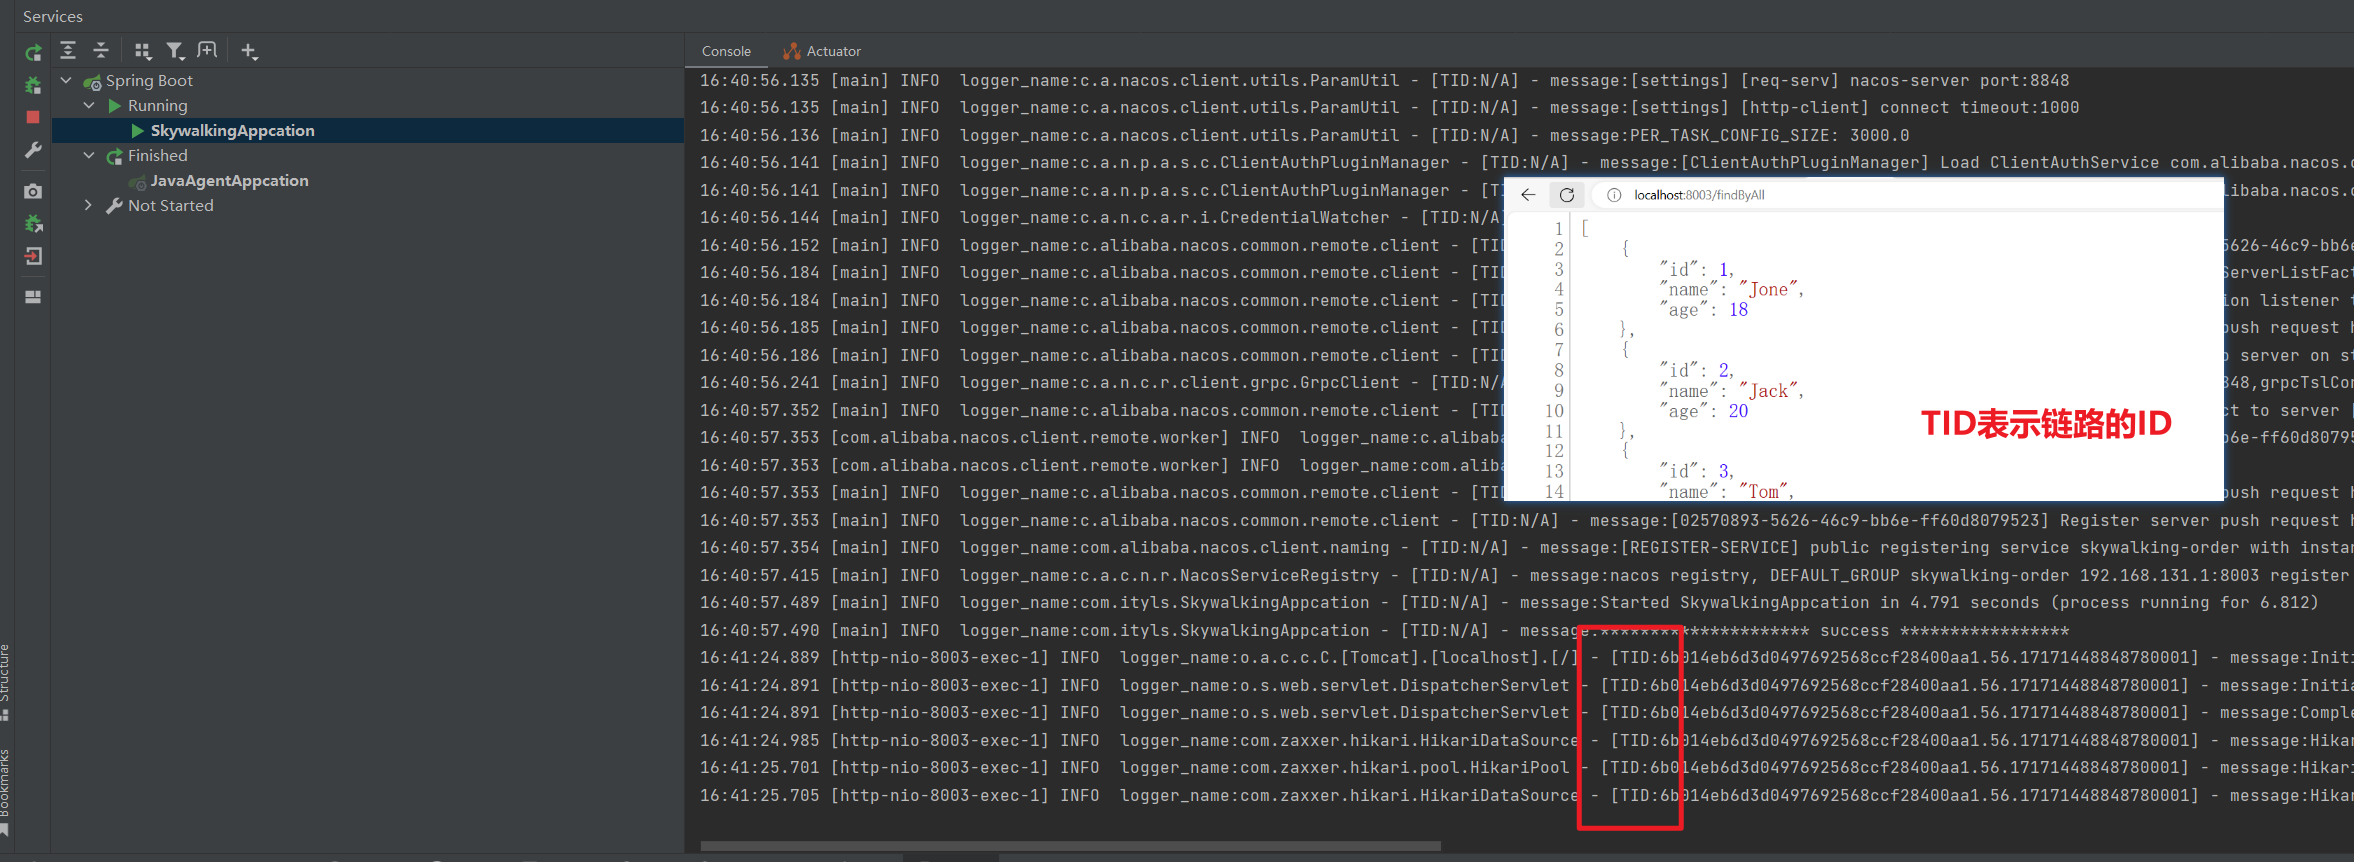 Services
Spring Boot
Running
SkywalkingAppcation
Finished
JavaAgentAppcation
Not Started
Structure
Bookmarks
Console
Actuator
16:40:56.135 [main] INFO  logger_name:c.a.nacos.client.utils.ParamUtil - [TID:N/A] - message:[settings] [req-serv] nacos-server port:8848
16:40:56.135 [main] INFO  logger_name:c.a.nacos.client.utils.ParamUtil - [TID:N/A] - message:[settings] [http-client] connect timeout:1000
16:40:56.136 [main] INFO  logger_name:c.a.nacos.client.utils.ParamUtil - [TID:N/A] - message:PER_TASK_CONFIG_SIZE: 3000.0
16:40:56.141 [main] INFO  logger_name:c.a.n.p.a.s.c.ClientAuthPluginManager - [TID:N/A] - message:[ClientAuthPluginManager] Load ClientAuthService com.alibaba.nacos.c
16:40:56.141 [main] INFO  logger_name:c.a.n.p.a.s.c.ClientAuthPluginManager - [TID:N/A libaba.nacos.c
16:40:56.144 [main] INFO  logger_name:c.a.n.c.a.r.i.CredentialWatcher - [TID:N/A]
16:40:56.152 [main] INFO  logger_name:c.alibaba.nacos.common.remote.client - [TID 5626-46c9-bb6e
16:40:56.184 [main] INFO  logger_name:c.alibaba.nacos.common.remote.client - [TID ServerListFact
16:40:56.184 [main] INFO  logger_name:c.alibaba.nacos.common.remote.client - [TID ion listener t
16:40:56.185 [main] INFO  logger_name:c.alibaba.nacos.common.remote.client - [TID push request h
16:40:56.186 [main] INFO  logger_name:c.alibaba.nacos.common.remote.client - [TID server on st
16:40:56.241 [main] INFO  logger_name:c.a.n.c.r.client.grpc.GrpcClient - [TID:N/A 848,grpcTslCon
16:40:57.352 [main] INFO  logger_name:c.alibaba.nacos.common.remote.client - [TID ct to server [
16:40:57.353 [com.alibaba.nacos.client.remote.worker] INFO  logger_name:c.alibaba b6e-ff60d80795
16:40:57.353 [com.alibaba.nacos.client.remote.worker] INFO  logger_name:com.aliba
16:40:57.353 [main] INFO  logger_name:c.alibaba.nacos.common.remote.client - [TID push request h
16:40:57.353 [main] INFO  logger_name:c.alibaba.nacos.common.remote.client - [TID:N/A] - message:[02570893-5626-46c9-bb6e-ff60d8079523] Register server push request h
16:40:57.354 [main] INFO  logger_name:com.alibaba.nacos.client.naming - [TID:N/A] - message:[REGISTER-SERVICE] public registering service skywalking-order with instan
16:40:57.415 [main] INFO  logger_name:c.a.c.n.r.NacosServiceRegistry - [TID:N/A] - message:nacos registry, DEFAULT_GROUP skywalking-order 192.168.131.1:8003 register
16:40:57.489 [main] INFO  logger_name:com.ityls.SkywalkingAppcation - [TID:N/A] - message:Started SkywalkingAppcation in 4.791 seconds (process running for 6.812)
16:40:57.490 [main] INFO  logger_name:com.ityls.SkywalkingAppcation - [TID:N/A] - message:********************* success *****************
16:41:24.889 [http-nio-8003-exec-1] INFO  logger_name:o.a.c.c.C.[Tomcat].[localhost].[/] - [TID:6b014eb6d3d0497692568ccf28400aa1.56.17171448848780001] - message:Initi
16:41:24.891 [http-nio-8003-exec-1] INFO  logger_name:o.s.web.servlet.DispatcherServlet - [TID:6b014eb6d3d0497692568ccf28400aa1.56.17171448848780001] - message:Initia
16:41:24.891 [http-nio-8003-exec-1] INFO  logger_name:o.s.web.servlet.DispatcherServlet - [TID:6b014eb6d3d0497692568ccf28400aa1.56.17171448848780001] - message:Comple
16:41:24.985 [http-nio-8003-exec-1] INFO  logger_name:com.zaxxer.hikari.HikariDataSource - [TID:6b014eb6d3d0497692568ccf28400aa1.56.17171448848780001] - message:Hikar
16:41:25.701 [http-nio-8003-exec-1] INFO  logger_name:com.zaxxer.hikari.pool.HikariPool - [TID:6b014eb6d3d0497692568ccf28400aa1.56.17171448848780001] - message:Hikari
16:41:25.705 [http-nio-8003-exec-1] INFO  logger_name:com.zaxxer.hikari.HikariDataSource - [TID:6b014eb6d3d0497692568ccf28400aa1.56.17171448848780001] - message:Hikar
localhost:8003/findByAll
1 [
2 {
3 "id": 1,
4 "name": "Jone",
5 "age": 18
6 },
7 {
8 "id": 2,
9 "name": "Jack",
10 "age": 20
11 },
12 {
13 "id": 3,
14 "name": "Tom",
TID表示链路的ID